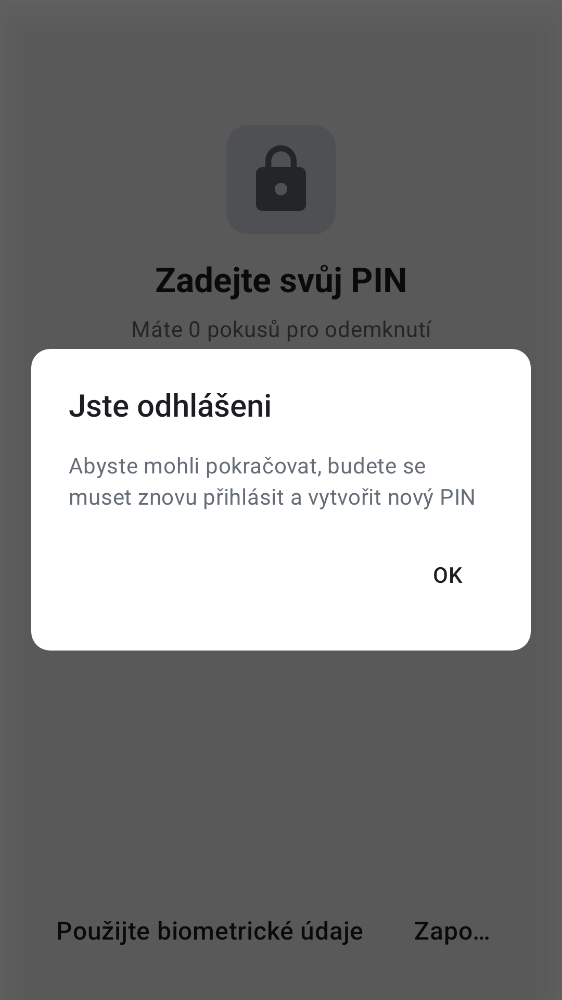 Zadejte svůj PIN
Máte 0 pokusů pro odemknutí
Jste odhlášeni
Abyste mohli pokračovat, budete se
muset znovu přihlásit a vytvořit nový PIN
OK
Použijte biometrické údaje
Zapo…